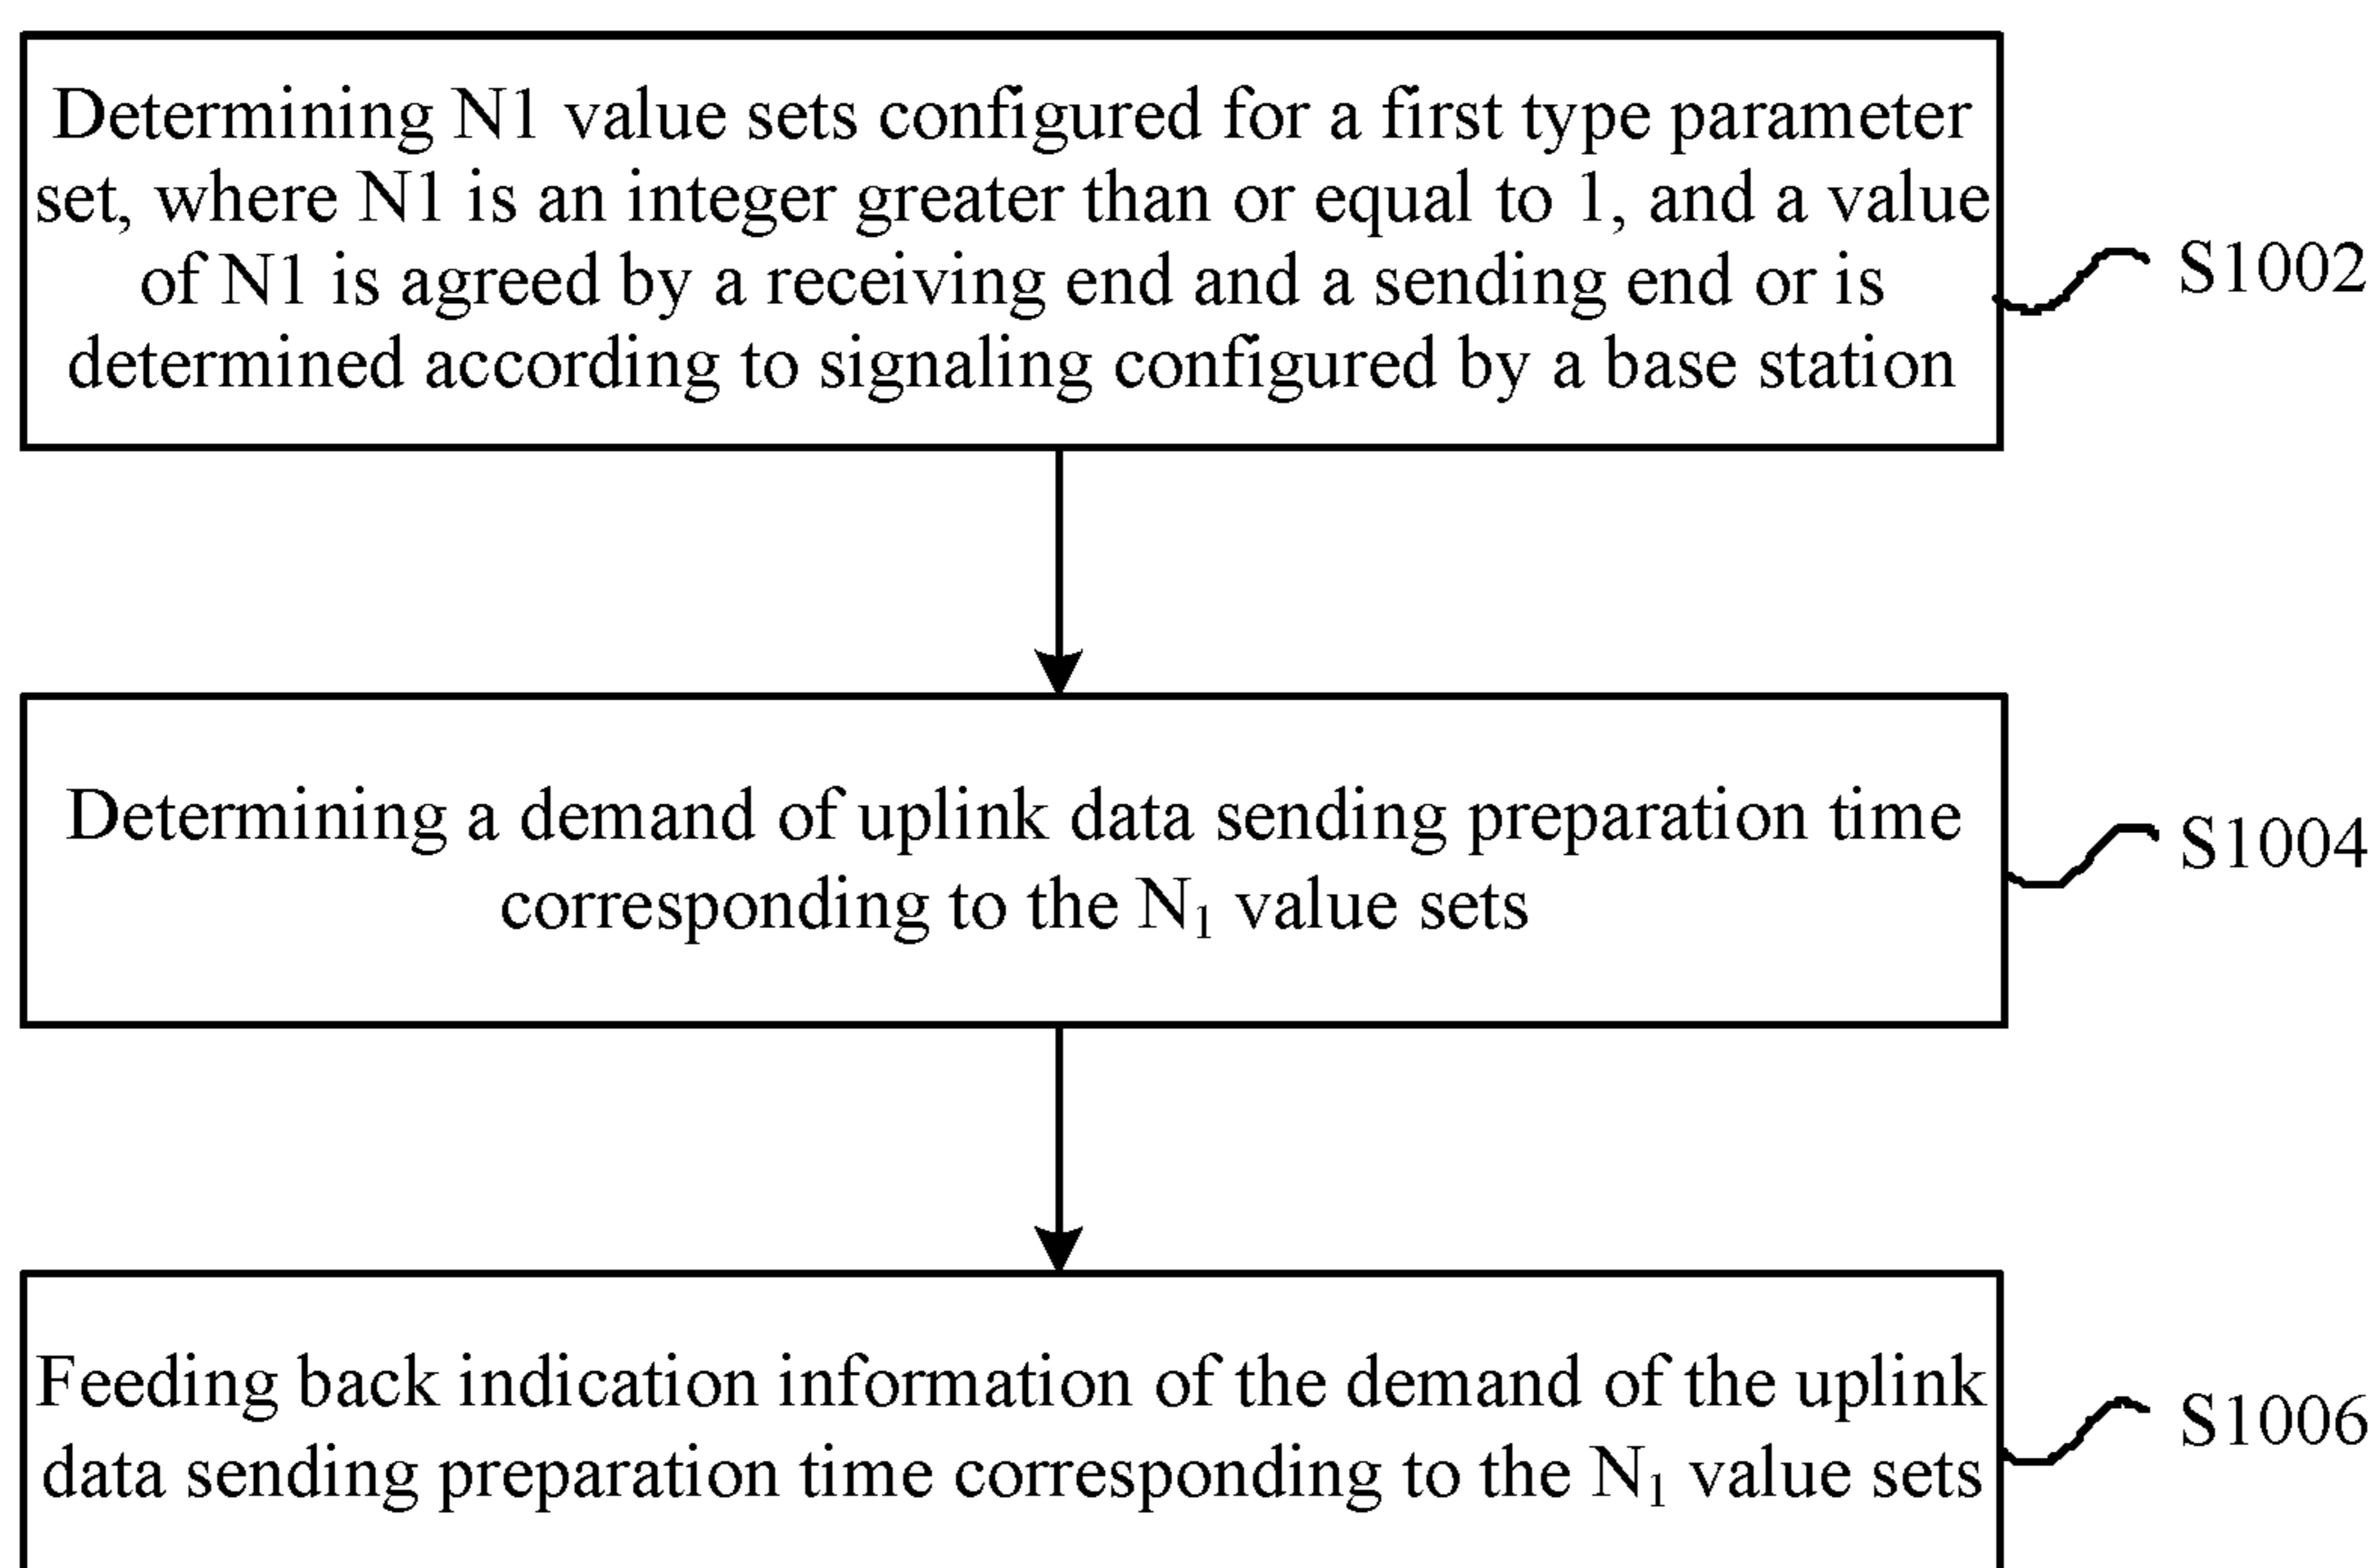 Determining N1 value sets configured for a first type parameter
set, where N1 is an integer greater than or equal to 1, and a value
of N1 is agreed by a receiving end and a sending end or is
determined according to signaling configured by a base station
S1002
Determining a demand of uplink data sending preparation time
corresponding to the N₁ value sets
S1004
Feeding back indication information of the demand of the uplink
data sending preparation time corresponding to the N₁ value sets
S1006